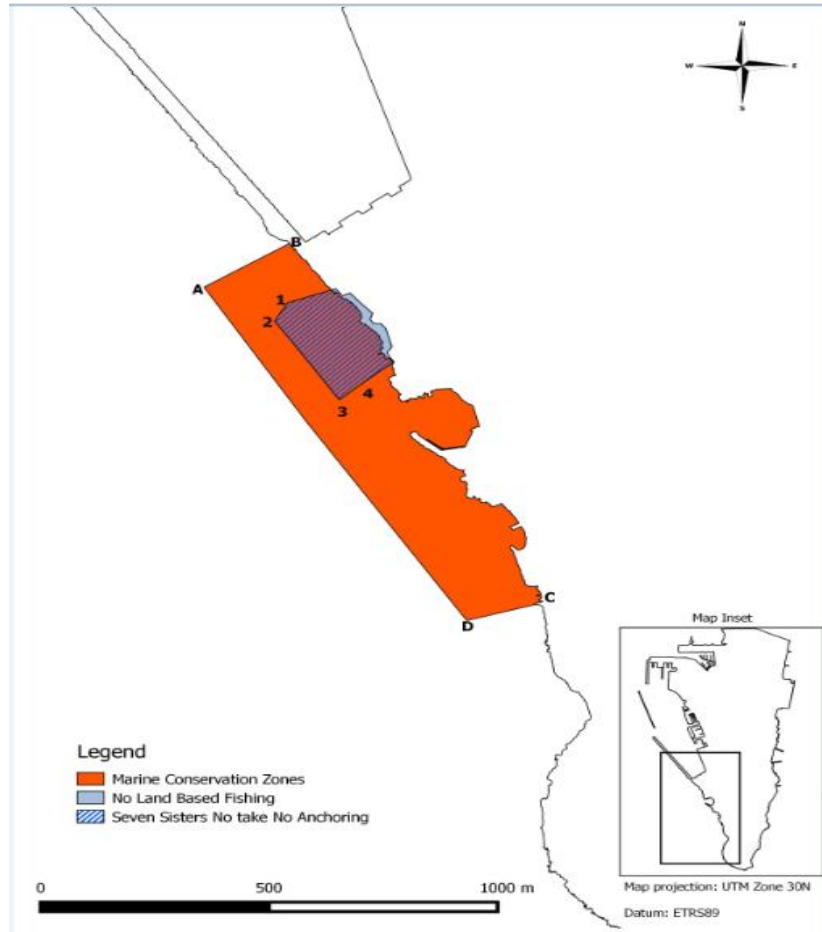 N
W E
S
B
A
1
2
3
4
C
D
Map Inset
Legend
Marine Conservation Zones
No Land Based Fishing
Seven Sisters No take No Anchoring
0 500 1000 m
Map projection: UTM Zone 30N
Datum: ETRS89